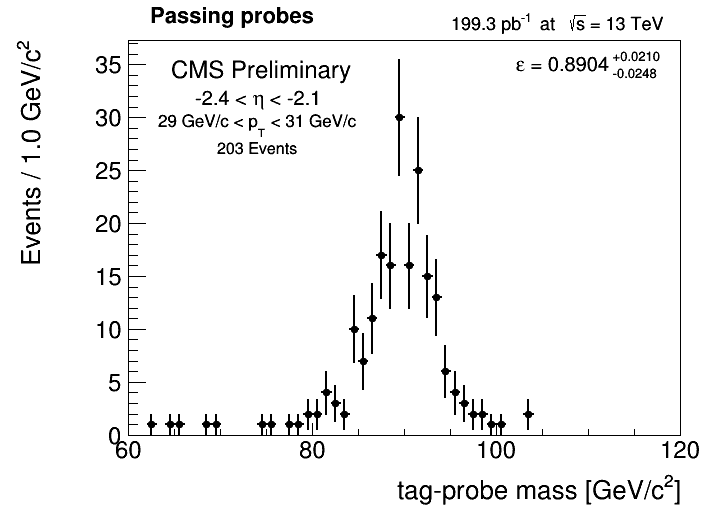 Passing probes
199.3 pb⁻¹ at √s = 13 TeV
CMS Preliminary
-2.4 < η < -2.1
29 GeV/c < p_T < 31 GeV/c
203 Events
ε = 0.8904 +0.0210 -0.0248
Events / 1.0 GeV/c²
35
30
25
20
15
10
5
0
60 80 100 120
tag-probe mass [GeV/c²]